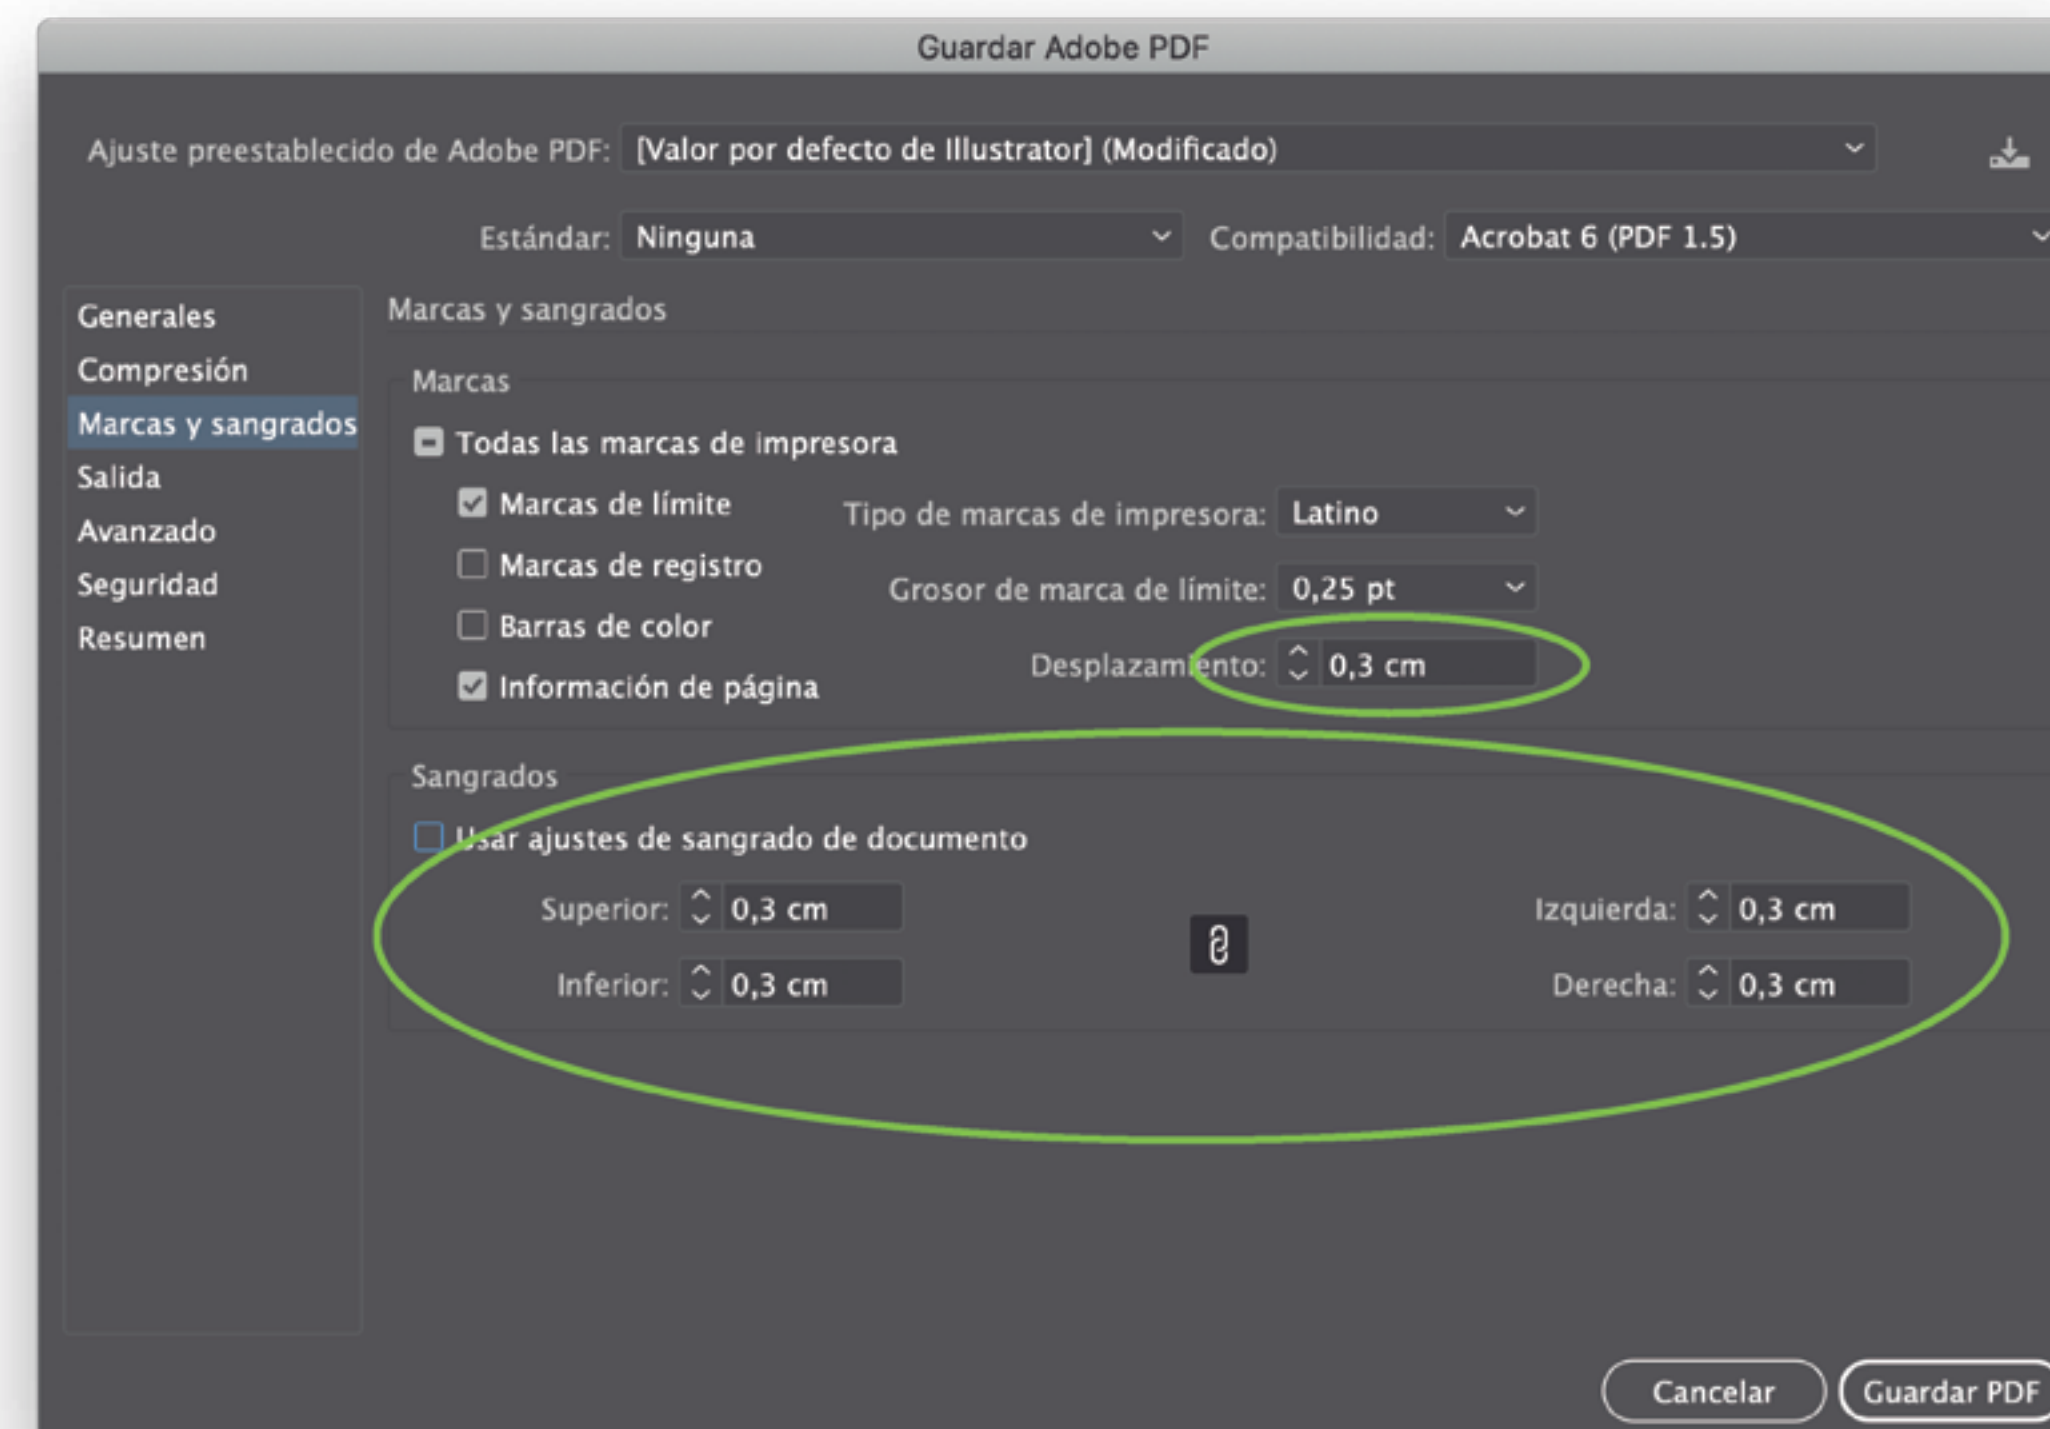 Guardar Adobe PDF
Ajuste preestablecido de Adobe PDF: [Valor por defecto de Illustrator] (Modificado)
Estándar: Ninguna Compatibilidad: Acrobat 6 (PDF 1.5)
Generales
Compresión
Marcas y sangrados
Salida
Avanzado
Seguridad
Resumen
Marcas y sangrados
Marcas
Todas las marcas de impresora
Marcas de límite
Marcas de registro
Barras de color
Información de página
Tipo de marcas de impresora: Latino
Grosor de marca de límite: 0,25 pt
Desplazamiento: 0,3 cm
Sangrados
Usar ajustes de sangrado de documento
Superior: 0,3 cm Izquierda: 0,3 cm
Inferior: 0,3 cm Derecha: 0,3 cm
Cancelar Guardar PDF